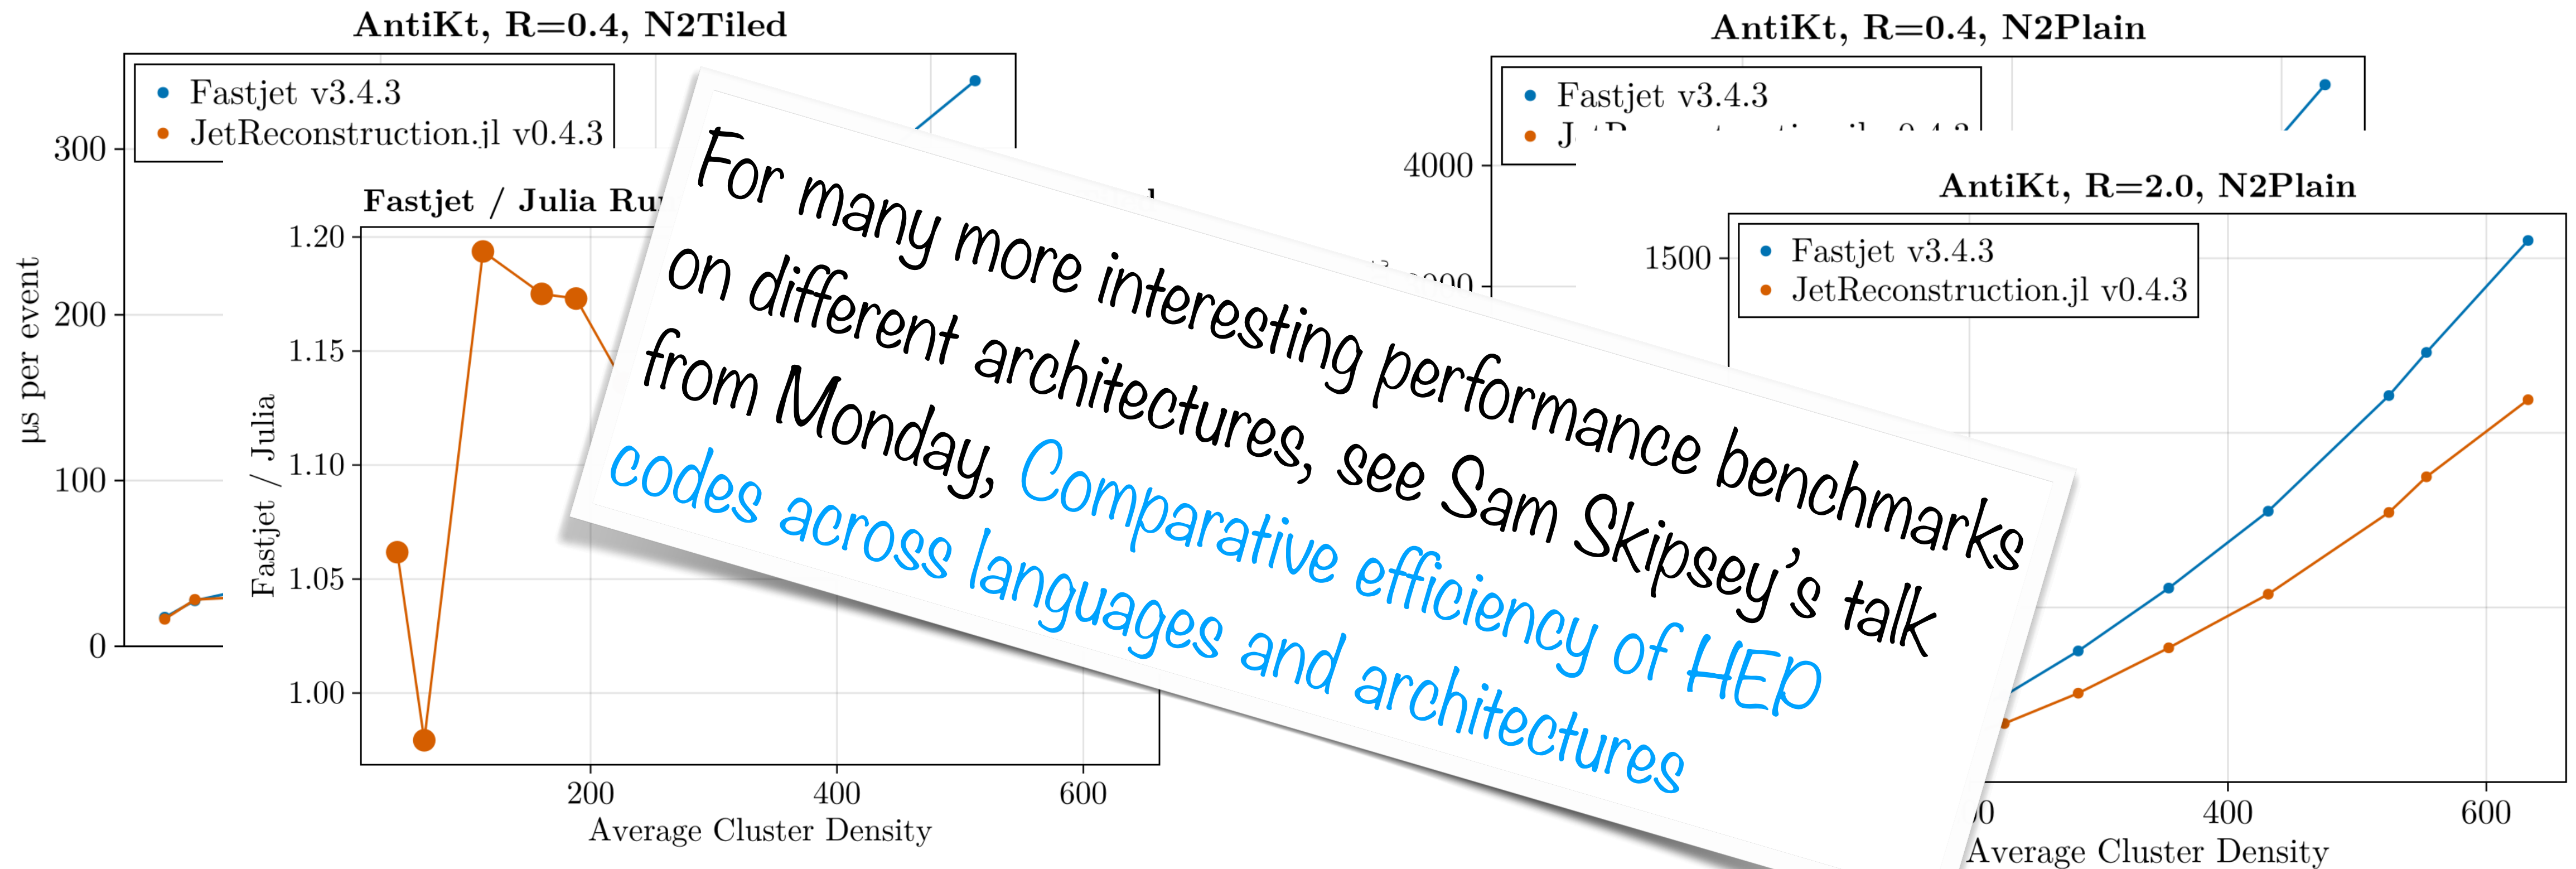 AntiKt, R=0.4, N2Tiled
Fastjet v3.4.3
JetReconstruction.jl v0.4.3
300
200
100
0
µs per event
Fastjet / Julia
1.20
1.15
1.10
1.05
1.00
Fastjet / Julia
200 400 600
Average Cluster Density
For many more interesting performance benchmarks
on different architectures, see Sam Skipsey's talk
from Monday, Comparative efficiency of HEP
codes across languages and architectures
AntiKt, R=0.4, N2Plain
Fastjet v3.4.3
4000
AntiKt, R=2.0, N2Plain
Fastjet v3.4.3
JetReconstruction.jl v0.4.3
1500
400 600
Average Cluster Density